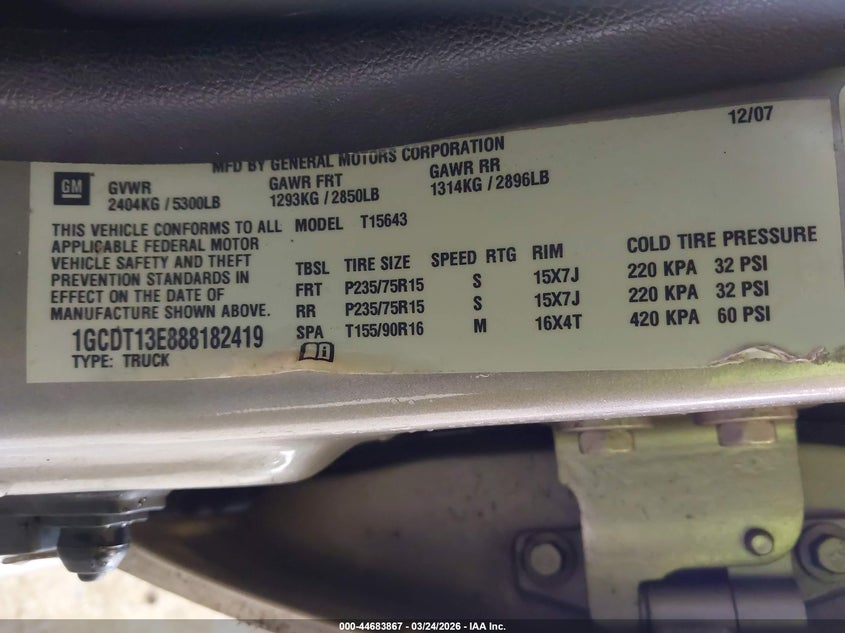 12/07
MFD BY GENERAL MOTORS CORPORATION
GM
GVWR GAWR FRT GAWR RR
2404KG / 5300LB 1293KG / 2850LB 1314KG / 2896LB
THIS VEHICLE CONFORMS TO ALL
APPLICABLE FEDERAL MOTOR
VEHICLE SAFETY AND THEFT
PREVENTION STANDARDS IN
EFFECT ON THE DATE OF
MANUFACTURE SHOWN ABOVE.
1GCDT13E888182419
TYPE: TRUCK
MODEL T15643
TBSL TIRE SIZE SPEED RTG RIM COLD TIRE PRESSURE
FRT P235/75R15 S 15X7J 220 KPA 32 PSI
RR P235/75R15 S 15X7J 220 KPA 32 PSI
SPA T155/90R16 M 16X4T 420 KPA 60 PSI
000-44683867 - 03/24/2026 - IAA Inc.